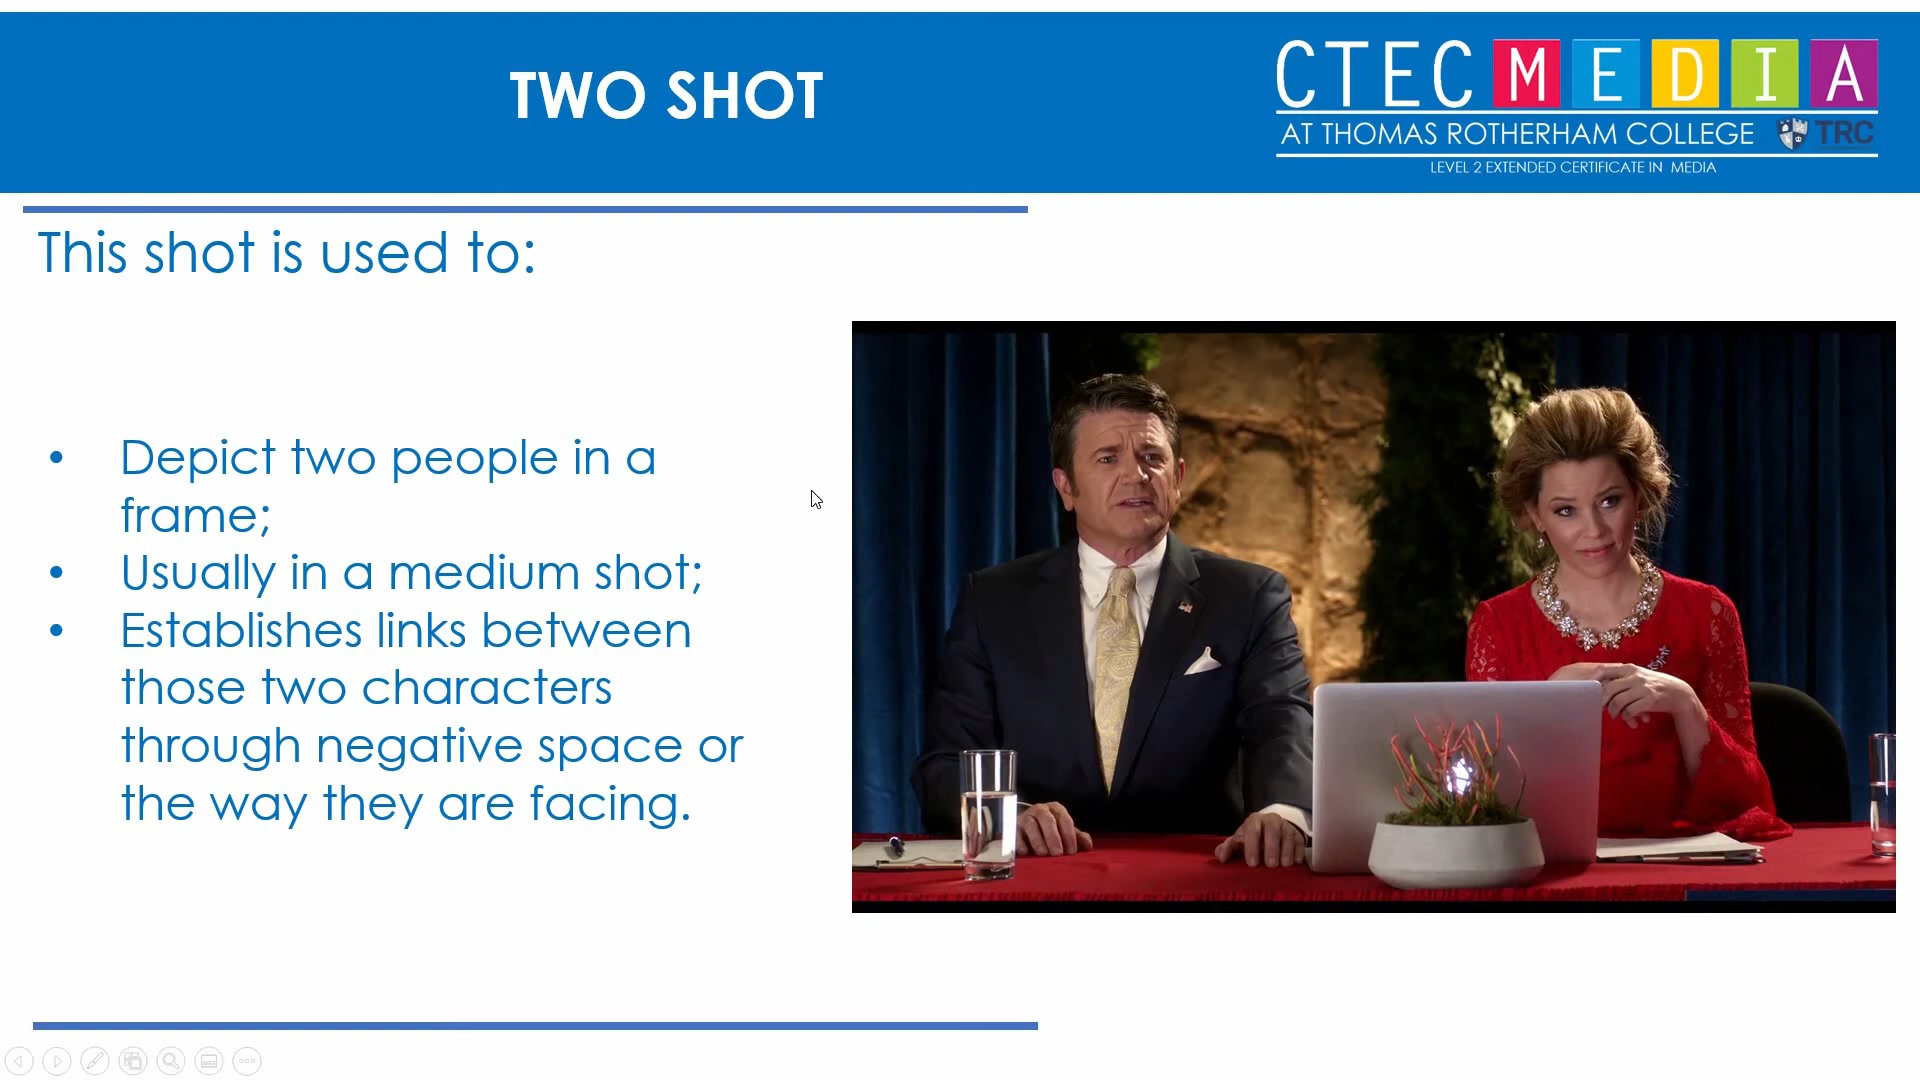 TWO SHOT
CTEC MEDIA
AT THOMAS ROTHERHAM COLLEGE TRC
LEVEL 2 EXTENDED CERTIFICATE IN MEDIA
This shot is used to:
• Depict two people in a
frame;
• Usually in a medium shot;
• Establishes links between
those two characters
through negative space or
the way they are facing.